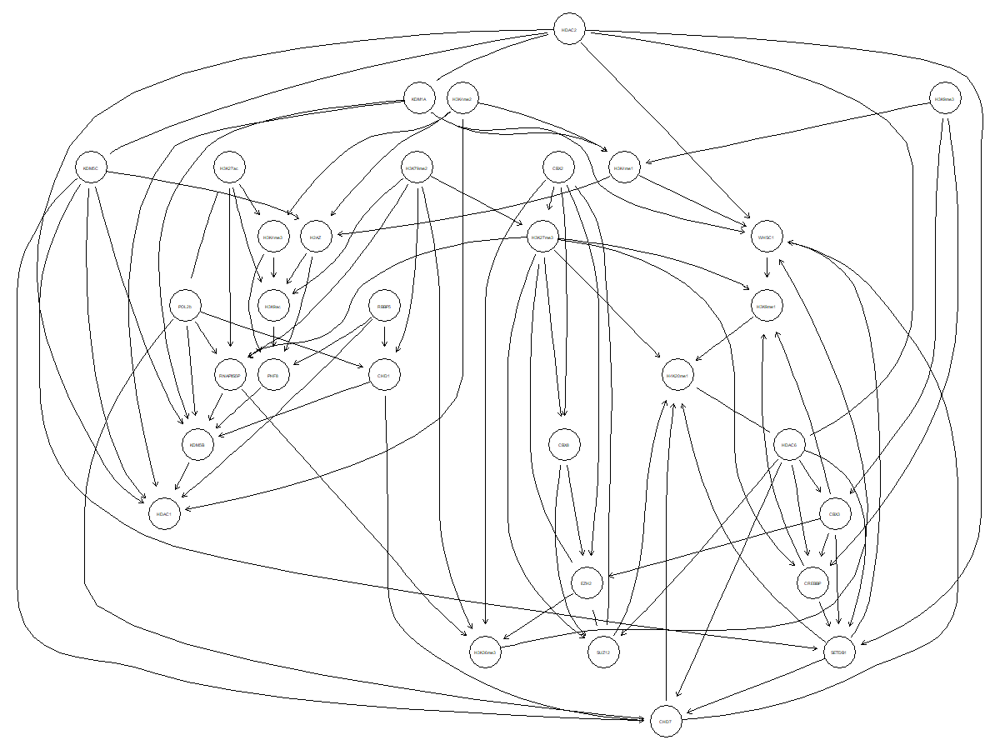 HDAC2
KDM1A
H3K4me2
H3K9me3
KDM5C
H3K27ac
H3K79me2
CBX2
H3K4me1
H3K4me3
H2AZ
H3K27me3
WHSC1
POL2b
H3K9ac
RBBP5
H3K9me1
RNAPIIS5P
PHF8
CHD1
H4K20me1
KDM5B
CBX8
HDAC6
HDAC1
CBX3
EZH2
CREBBP
H3K36me3
SUZ12
SETDB1
CHD7